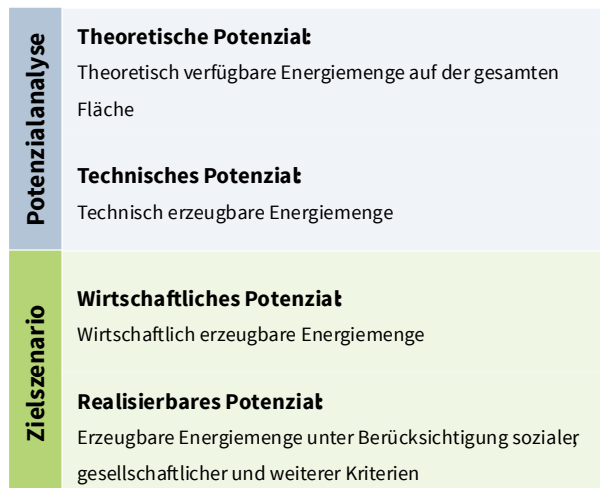 Potenzialanalyse
Theoretische Potenzial:
Theoretisch verfügbare Energiemenge auf der gesamten
Fläche
Technisches Potenzial:
Technisch erzeugbare Energiemenge
Zielszenario
Wirtschaftliches Potenzial:
Wirtschaftlich erzeugbare Energiemenge
Realisierbares Potenzial:
Erzeugbare Energiemenge unter Berücksichtigung sozialer,
gesellschaftlicher und weiterer Kriterien